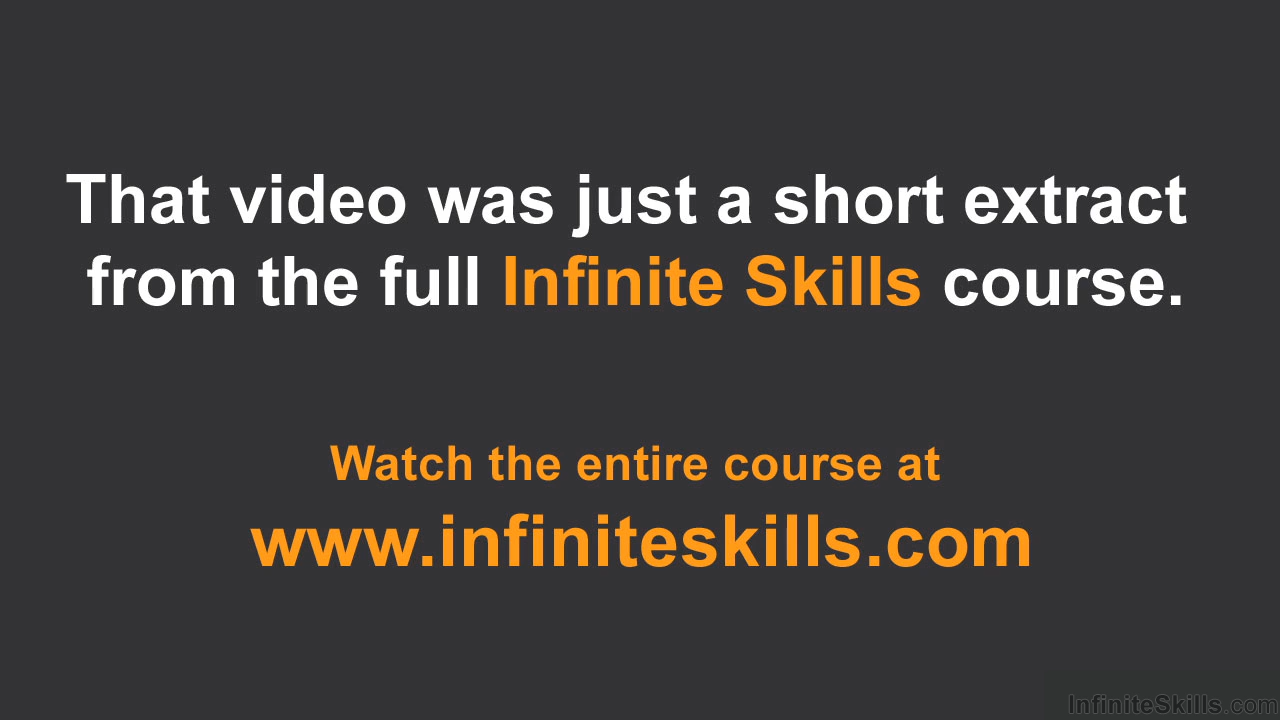 That video was just a short extract
from the full Infinite Skills course.
Watch the entire course at
www.infiniteskills.com
InfiniteSkills.com